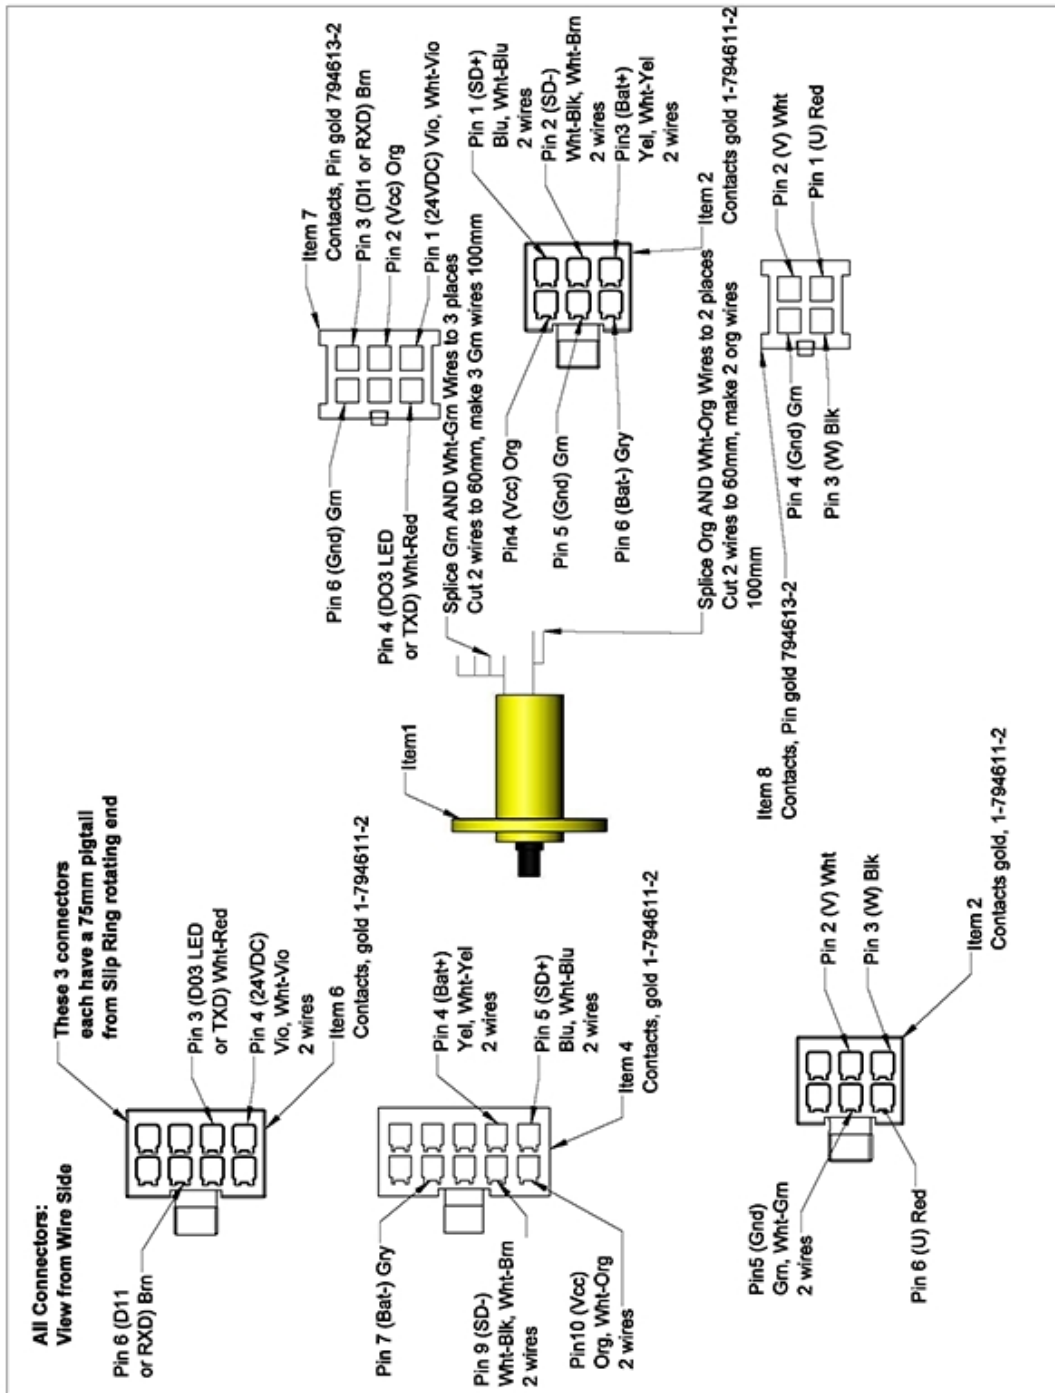 All Connectors:
View from Wire Side
These 3 connectors
each have a 75mm pigtail
from Slip Ring rotating end
Pin 6 (D11
or RXD) Brn
Pin 3 (D03 LED
or TXD) Wht-Red
Pin 4 (24VDC)
Vio, Wht-Vio
2 wires
Item 6
Contacts, gold 1-794611-2
Pin 7 (Bat-) Gry
Pin 9 (SD-)
Wht-Blk, Wht-Brn
2 wires
Pin10 (Vcc)
Org, Wht-Org
2 wires
Pin 4 (Bat+)
Yel, Wht-Yel
2 wires
Pin 5 (SD+)
Blu, Wht-Blu
2 wires
Item 4
Contacts, gold 1-794611-2
Pin5 (Gnd)
Grn, Wht-Grn
2 wires
Pin 6 (U) Red
Pin 2 (V) Wht
Pin 3 (W) Blk
Item 2
Contacts gold, 1-794611-2
Item1
Pin 6 (Gnd) Grn
Pin 4 (DO3 LED
or TXD) Wht-Red
Item 7
Contacts, Pin gold 794613-2
Pin 3 (DI1 or RXD) Brn
Pin 2 (Vcc) Org
Pin 1 (24VDC) Vio, Wht-Vio
Splice Grn AND Wht-Grn Wires to 3 places
Cut 2 wires to 60mm, make 3 Grn wires 100mm
Pin4 (Vcc) Org
Pin 5 (Gnd) Grn
Pin 6 (Bat-) Gry
Pin 1 (SD+)
Blu, Wht-Blu
2 wires
Pin 2 (SD-)
Wht-Blk, Wht-Brn
2 wires
Pin3 (Bat+)
Yel, Wht-Yel
2 wires
Item 2
Contacts gold 1-794611-2
Splice Org AND Wht-Org Wires to 2 places
Cut 2 wires to 60mm, make 2 org wires
100mm
Item 8
Contacts, Pin gold 794613-2
Pin 4 (Gnd) Grn
Pin 3 (W) Blk
Pin 2 (V) Wht
Pin 1 (U) Red